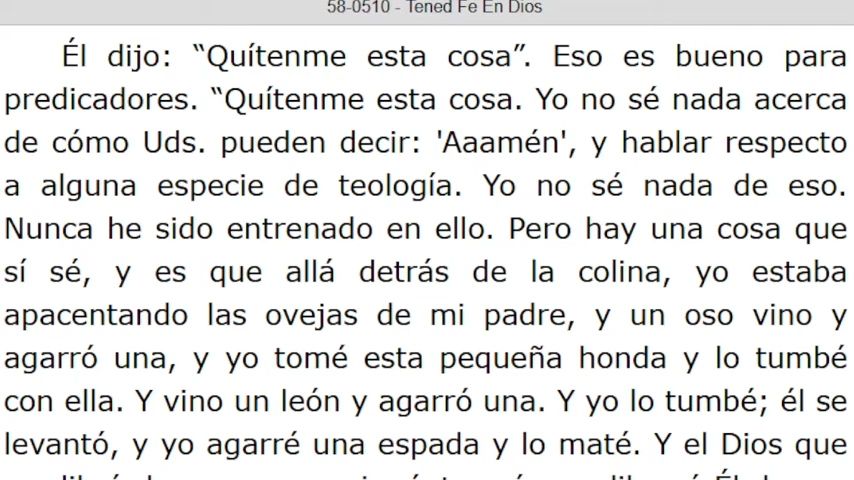 58-0510 - Tened Fe En Dios
Él dijo: “Quítenme esta cosa”. Eso es bueno para
predicadores. “Quítenme esta cosa. Yo no sé nada acerca
de cómo Uds. pueden decir: 'Aaamén', y hablar respecto
a alguna especie de teología. Yo no sé nada de eso.
Nunca he sido entrenado en ello. Pero hay una cosa que
sí sé, y es que allá detrás de la colina, yo estaba
apacentando las ovejas de mi padre, y un oso vino y
agarró una, y yo tomé esta pequeña honda y lo tumbé
con ella. Y vino un león y agarró una. Y yo lo tumbé; él se
levantó, y yo agarré una espada y lo maté. Y el Dios que